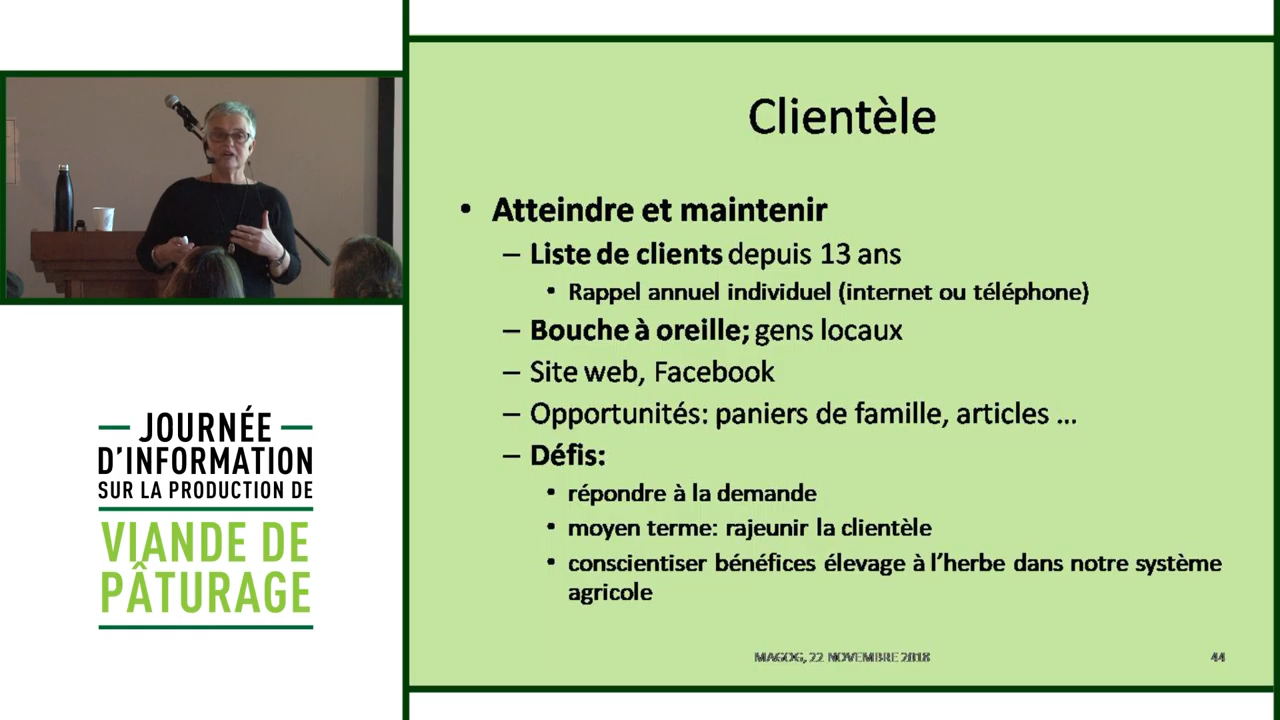 Clientèle
• Atteindre et maintenir
– Liste de clients depuis 13 ans
• Rappel annuel individuel (internet ou téléphone)
– Bouche à oreille; gens locaux
– Site web, Facebook
– Opportunités: paniers de famille, articles ...
– Défis:
• répondre à la demande
• moyen terme: rajeunir la clientèle
• conscientiser bénéfices élevage à l’herbe dans notre système
agricole
MAGOG, 22 NOVEMBRE 2018
44
— JOURNÉE —
D’INFORMATION
SUR LA PRODUCTION DE
VIANDE DE
PÂTURAGE